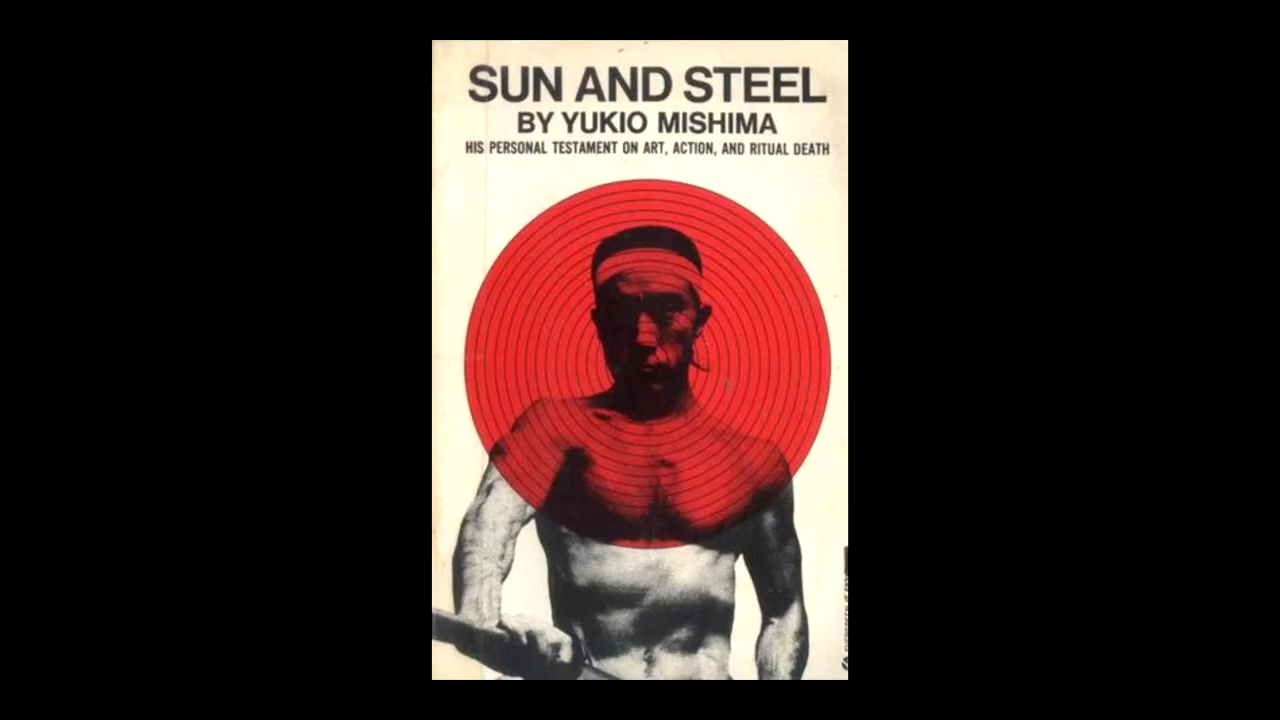 SUN AND STEEL
BY YUKIO MISHIMA
HIS PERSONAL TESTAMENT ON ART, ACTION, AND RITUAL DEATH